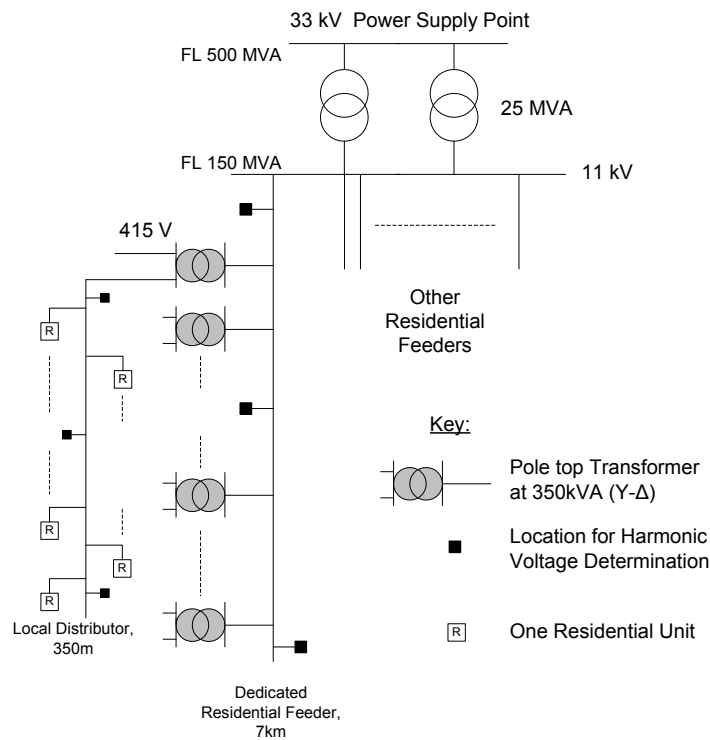 33 kV Power Supply Point
FL 500 MVA
25 MVA
FL 150 MVA
11 kV
415 V
R
R
Other
Residential
Feeders
Key:
Pole top Transformer
at 350kVA (Y-Δ)
R
R
Location for Harmonic
Voltage Determination
R
Local Distributor,
350m
R
One Residential Unit
Dedicated
Residential Feeder,
7km